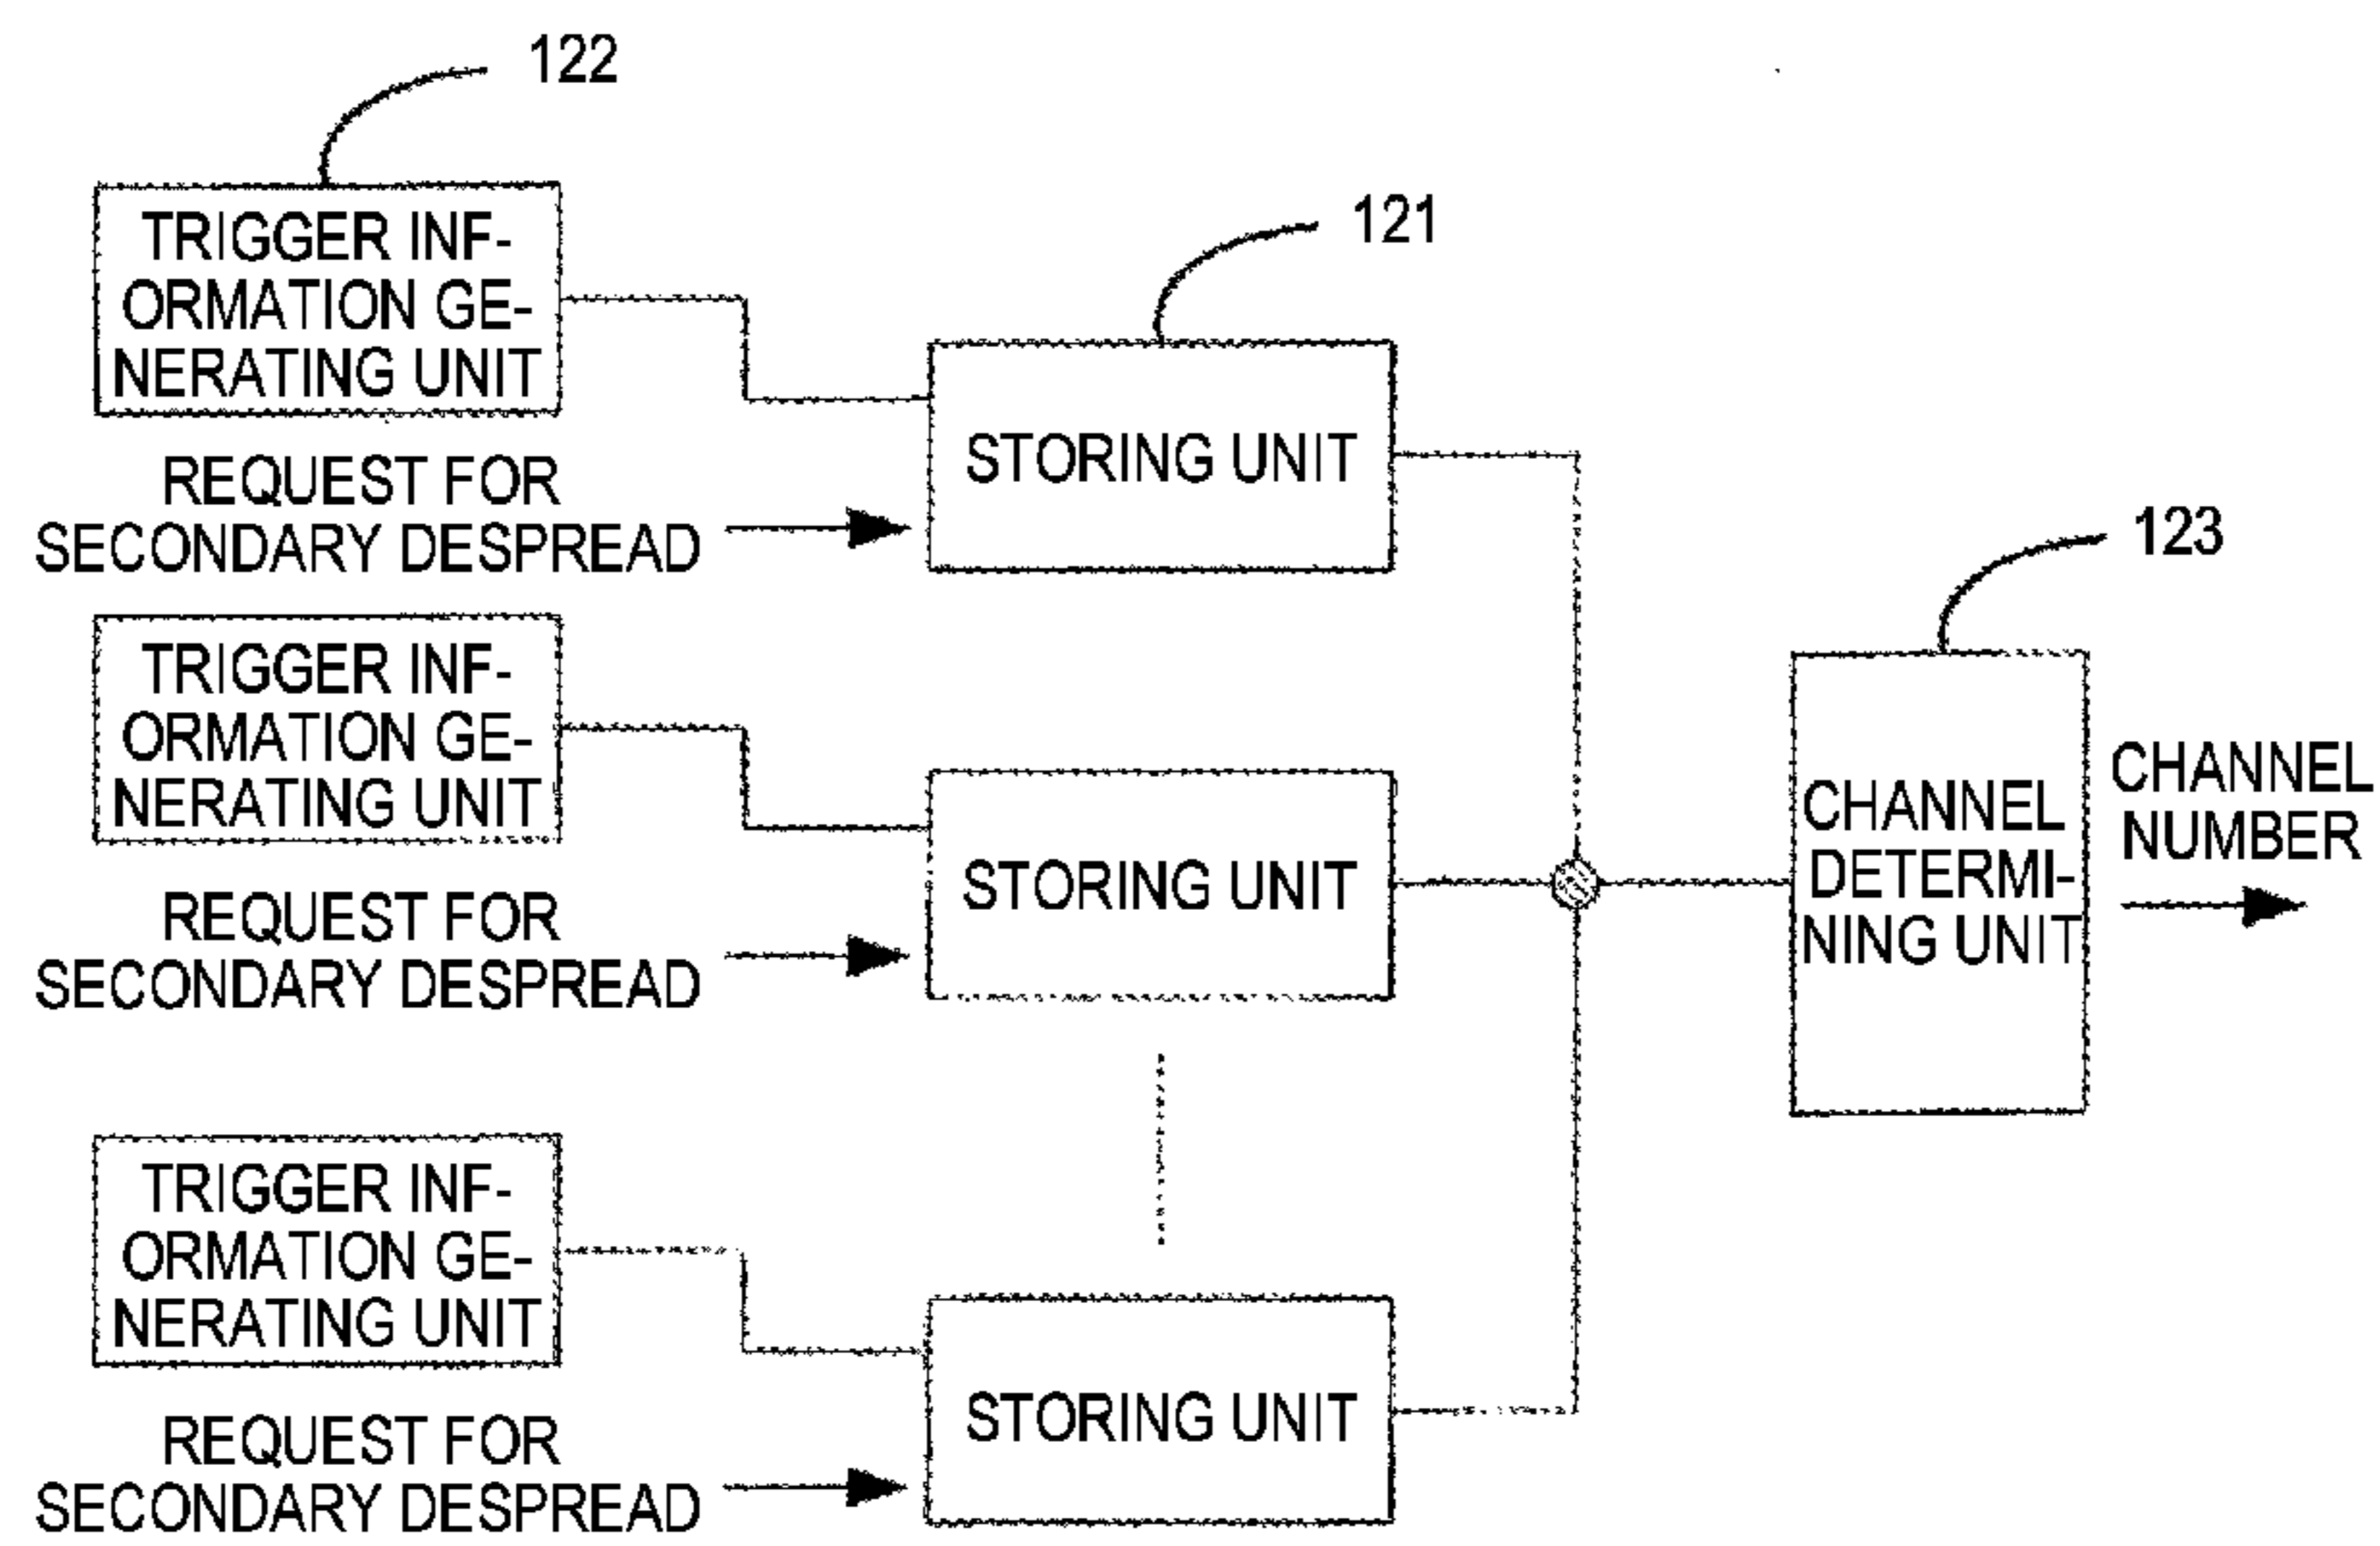 122
TRIGGER INF-
ORMATION GE-
NERATING UNIT
121
REQUEST FOR
SECONDARY DESPREAD
STORING UNIT
123
TRIGGER INF-
ORMATION GE-
NERATING UNIT
REQUEST FOR
SECONDARY DESPREAD
STORING UNIT
CHANNEL
DETERMI-
NING UNIT
CHANNEL
NUMBER
TRIGGER INF-
ORMATION GE-
NERATING UNIT
REQUEST FOR
SECONDARY DESPREAD
STORING UNIT